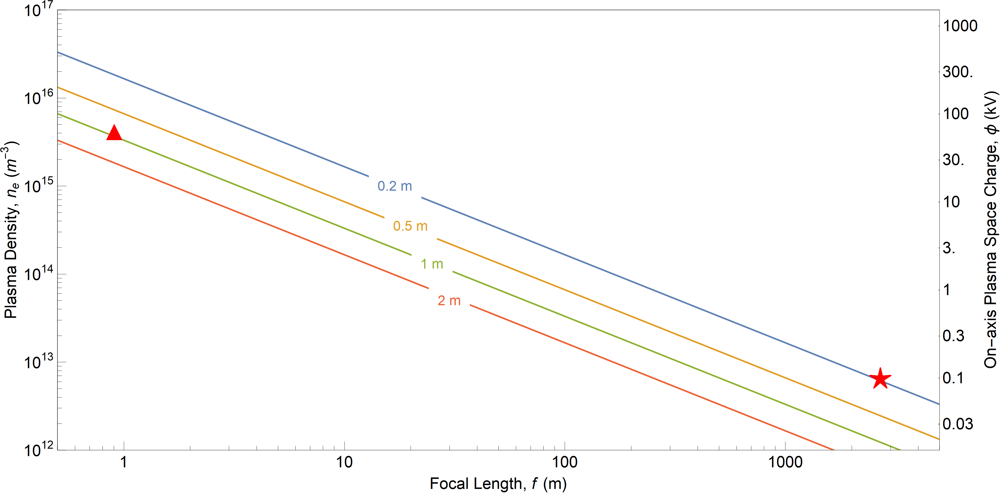 10^17
10^16
10^15
10^14
10^13
10^12
Plasma Density, n_e (m^−3)
1000
300.
100
30.
10
3.
1
0.3
0.1
0.03
On−axis Plasma Space Charge, ϕ (kV)
0.2 m
0.5 m
1 m
2 m
1 10 100 1000
Focal Length, f (m)